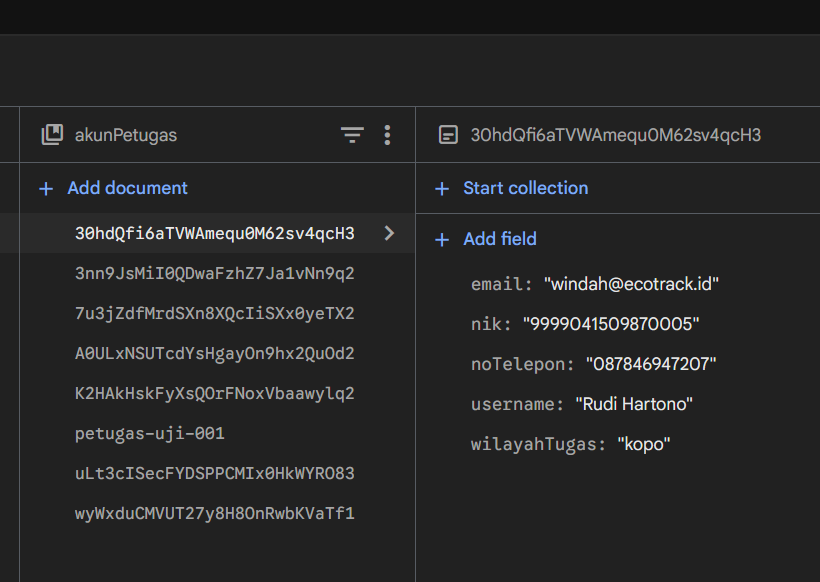 akunPetugas
Add document
30hdQfi6aTVWAmequ0M62sv4qcH3
3nn9JsMiI0QDwaFzhZ7Ja1vNn9q2
7u3jZdfMrdSXn8XQcIiSXx0yeTX2
A0ULxNSUTcdYsHgayOn9hx2QuOd2
K2HAkHskFyXsQOrFNoxVbaawylq2
petugas-uji-001
uLt3cISecFYDSPPCMIx0HkWYRO83
wyWxduCMVUT27y8H8OnRwbKVaTf1
30hdQfi6aTVWAmequ0M62sv4qcH3
Start collection
Add field
email: "windah@ecotrack.id"
nik: "9999041509870005"
noTelepon: "087846947207"
username: "Rudi Hartono"
wilayahTugas: "kopo"